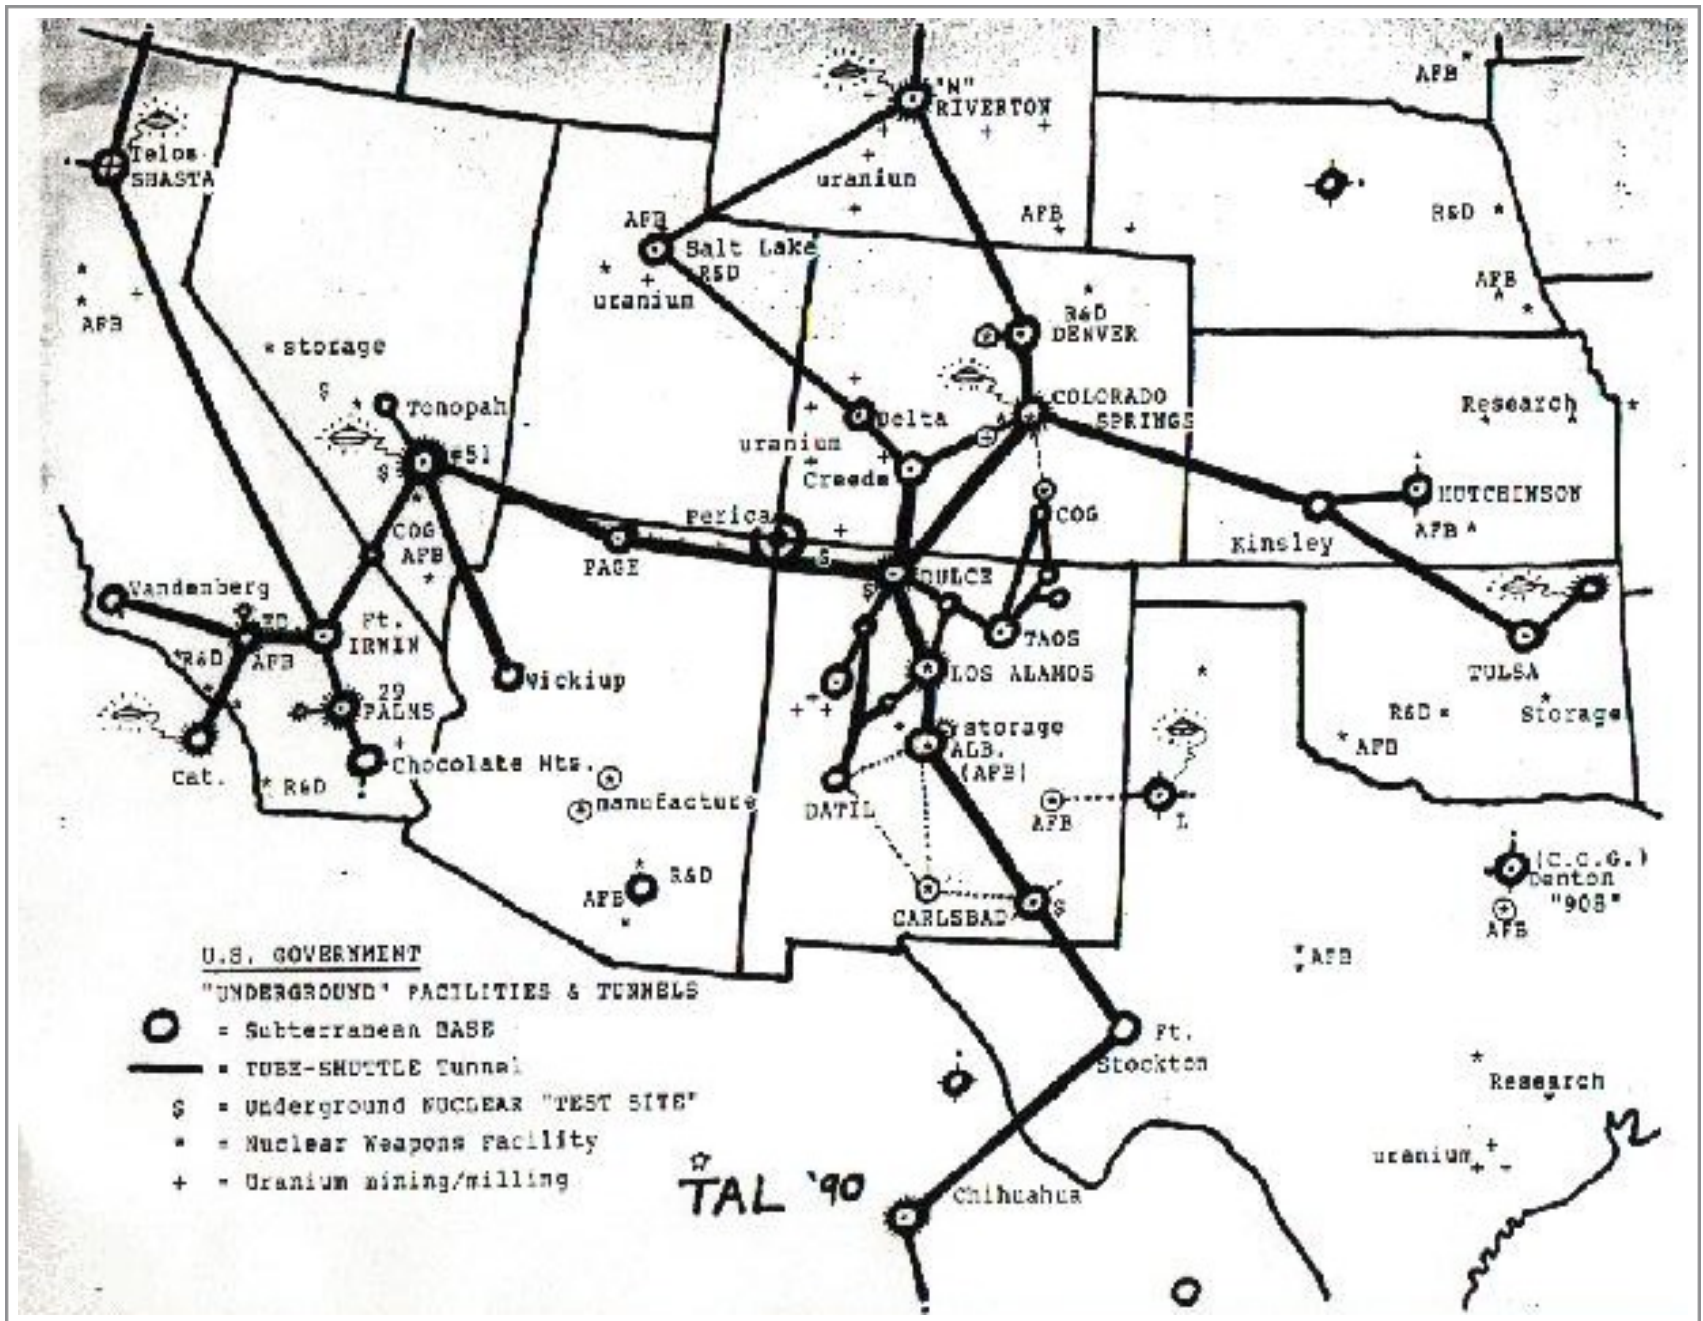 AFB *
"N"
RIVERTON
Telos
SHASTA
uranium
AFB
R&D *
AFB
Salt Lake
R&D
uranium
AFB
* AFB
R&D
DENVER
* storage
$
Tonopah
COLORADO
SPRINGS
Research
Delta
uranium
#51
$
Creede
HUTCHINSON
COG
Perica
COG
AFB
AFB *
Kinsley
PAGE
$
DULCE
$
Vandenberg
ED.
Ft.
IRWIN
TAOS
*R&D
AFB
LOS ALAMOS
TULSA
Wickiup
29
PALMS
storage
ALB.
(AFB)
R&D *
Storage
* AFB
Cat.
* R&D
Chocolate Mts.
manufacture
DATIL
AFB
L
(C.O.G.)
Denton
"908"
AFB
R&D
AFB
CARLSBAD
$
* AFB
U.S. GOVERNMENT
"UNDERGROUND" FACILITIES & TUNNELS
= Subterranean BASE
= TUBE-SHUTTLE Tunnel
$ = Underground NUCLEAR "TEST SITE"
* = Nuclear Weapons Facility
+ = Uranium mining/milling
Ft.
Stockton
Research
uranium
☆
TAL '90
Chihuahua